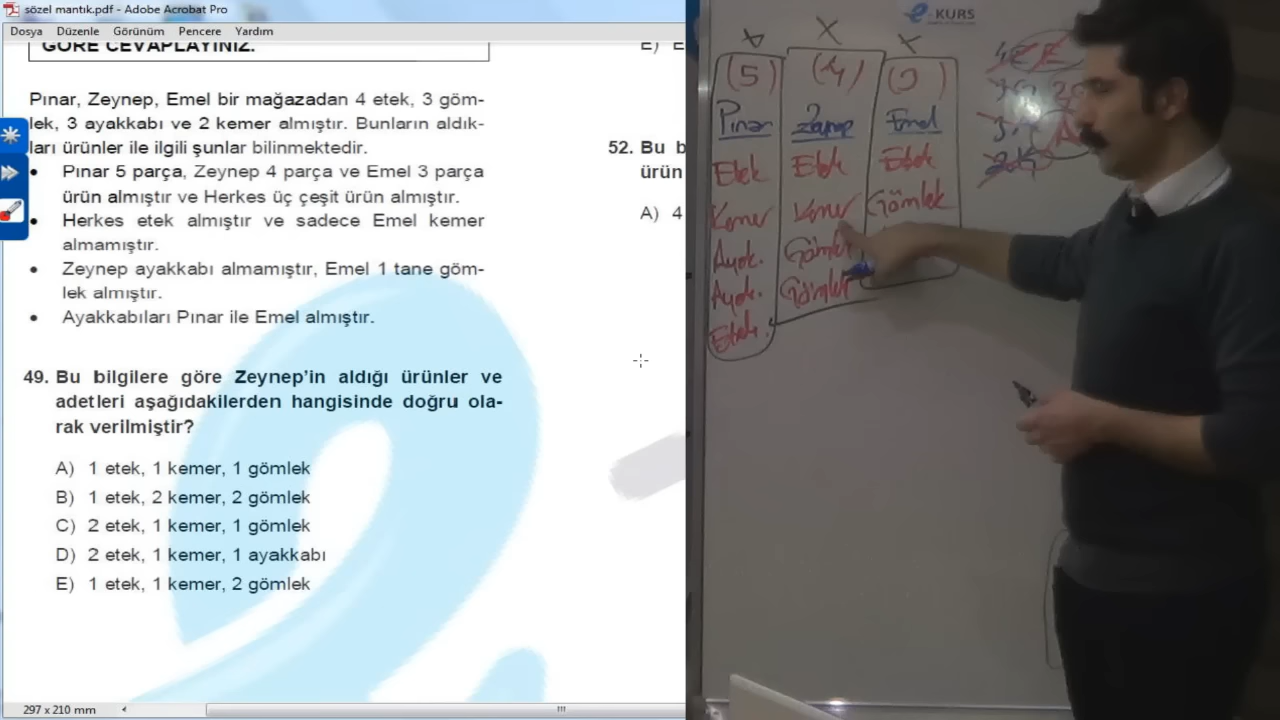 sözel mantık.pdf - Adobe Acrobat Pro
Dosya Düzenle Görünüm Pencere Yardım
GÖRE CEVAPLAYINIZ.
Pınar, Zeynep, Emel bir mağazadan 4 etek, 3 göm-
lek, 3 ayakkabı ve 2 kemer almıştır. Bunların aldık-
ları ürünler ile ilgili şunlar bilinmektedir.
• Pınar 5 parça, Zeynep 4 parça ve Emel 3 parça
ürün almıştır ve Herkes üç çeşit ürün almıştır.
• Herkes etek almıştır ve sadece Emel kemer
almamıştır.
• Zeynep ayakkabı almamıştır, Emel 1 tane göm-
lek almıştır.
• Ayakkabıları Pınar ile Emel almıştır.
49. Bu bilgilere göre Zeynep'in aldığı ürünler ve
adetleri aşağıdakilerden hangisinde doğru ola-
rak verilmiştir?
A) 1 etek, 1 kemer, 1 gömlek
B) 1 etek, 2 kemer, 2 gömlek
C) 2 etek, 1 kemer, 1 gömlek
D) 2 etek, 1 kemer, 1 ayakkabı
E) 1 etek, 1 kemer, 2 gömlek
297 x 210 mm
E) E
52. Bu b
ürün
A) 4
e-KURS
X
(5) (4) (3)
Pınar Zeynep Emel
Etek Etek Etek
Kemer Kemer Gömlek
Ayak. Gömlek
Ayak. Gömlek
Etek.